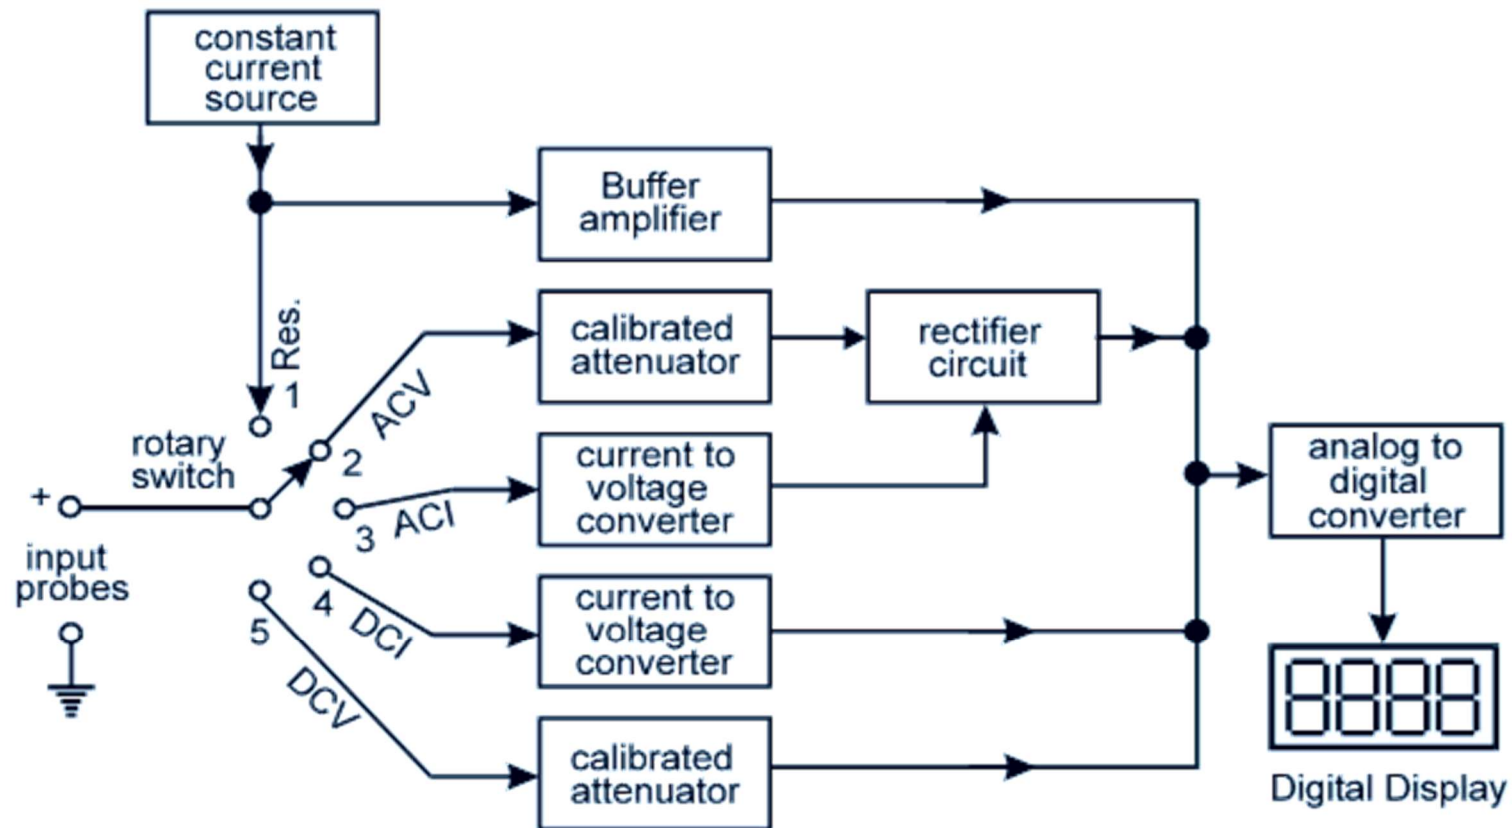 constant
current
source
Buffer
amplifier
Res.
1
calibrated
attenuator
rectifier
circuit
ACV
2
rotary
switch
+
input
probes
3
ACI
current to
voltage
converter
analog to
digital
converter
4
DCI
current to
voltage
converter
5
DCV
calibrated
attenuator
8888
Digital Display